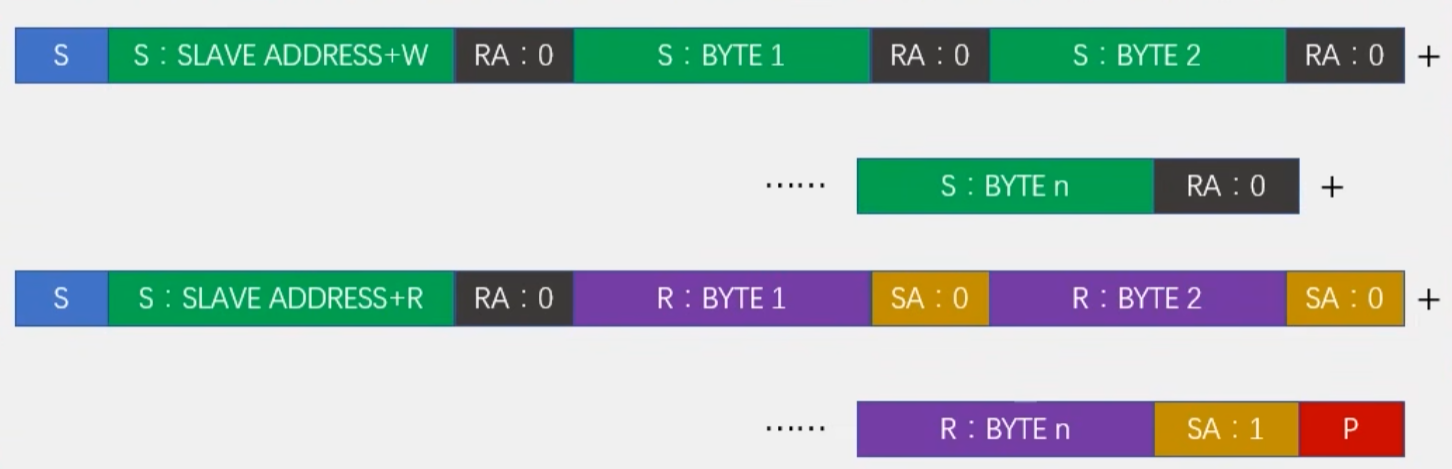 S S：SLAVE ADDRESS+W RA：0 S：BYTE 1 RA：0 S：BYTE 2 RA：0 +
…… S：BYTE n RA：0 +
S S：SLAVE ADDRESS+R RA：0 R：BYTE 1 SA：0 R：BYTE 2 SA：0 +
…… R：BYTE n SA：1 P